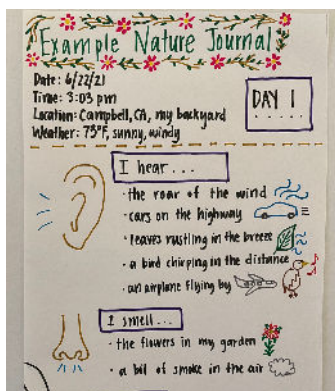 Example Nature Journal
Date: 6/22/21
Time: 3:03 pm
Location: Campbell, CA, my backyard
Weather: 75°F, sunny, windy
DAY 1
I hear...
· the roar of the wind
· cars on the highway
· leaves rustling in the breeze
· a bird chirping in the distance
· an airplane flying by
I smell...
· the flowers in my garden
· a bit of smoke in the air